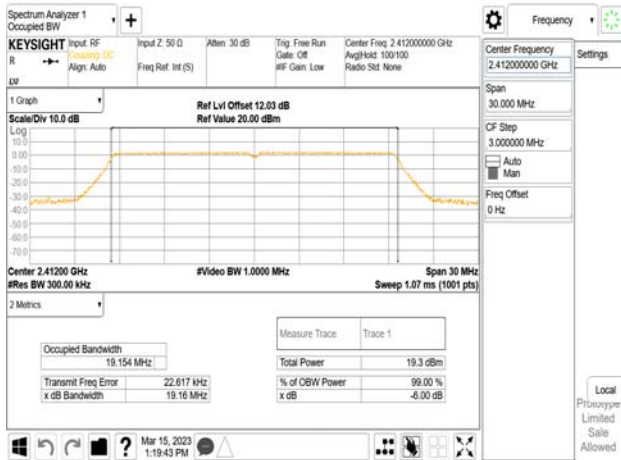 Spectrum Analyzer 1
Occupied BW
+
Frequency
KEYSIGHT
R
LXI
Input: RF
Coupling: DC
Align: Auto
Input Z: 50 Ω
Freq Ref: Int (S)
Atten: 30 dB
Trig: Free Run
Gate: Off
#IF Gain: Low
Center Freq: 2.412000000 GHz
Avg|Hold: 100/100
Radio Std: None
Center Frequency
2.412000000 GHz
Settings
Span
30.000 MHz
CF Step
3.000000 MHz
Auto
Man
Freq Offset
0 Hz
1 Graph
Scale/Div 10.0 dB
Ref Lvl Offset 12.03 dB
Ref Value 20.00 dBm
Log
10.0
0.00
-10.0
-20.0
-30.0
-40.0
-50.0
-60.0
-70.0
Center 2.41200 GHz
#Res BW 300.00 kHz
#Video BW 1.0000 MHz
Span 30 MHz
Sweep 1.07 ms (1001 pts)
2 Metrics
Measure Trace Trace 1
Occupied Bandwidth
19.154 MHz
Total Power 19.3 dBm
Transmit Freq Error 22.617 kHz
% of OBW Power 99.00 %
x dB Bandwidth 19.16 MHz
x dB -6.00 dB
Local
Prototype
Limited
Sale
Allowed
?
Mar 15, 2023
1:19:43 PM